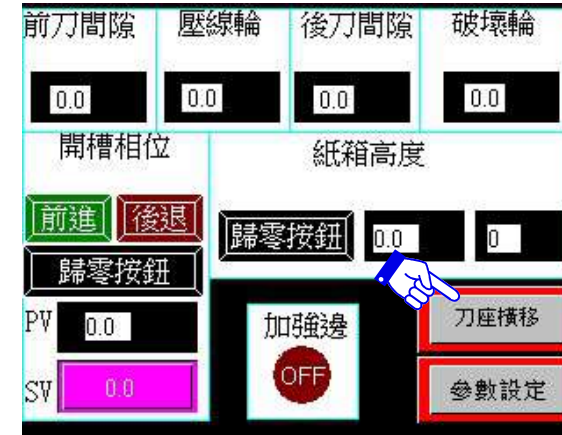 前刀間隙 壓線輪 後刀間隙 破壞輪
0.0 0.0 0.0 0.0
開槽相位 紙箱高度
前進 後退
歸零按鈕 0.0 0
歸零按鈕
PV 0.0
加強邊
刀座橫移
SV 0.0
OFF
參數設定